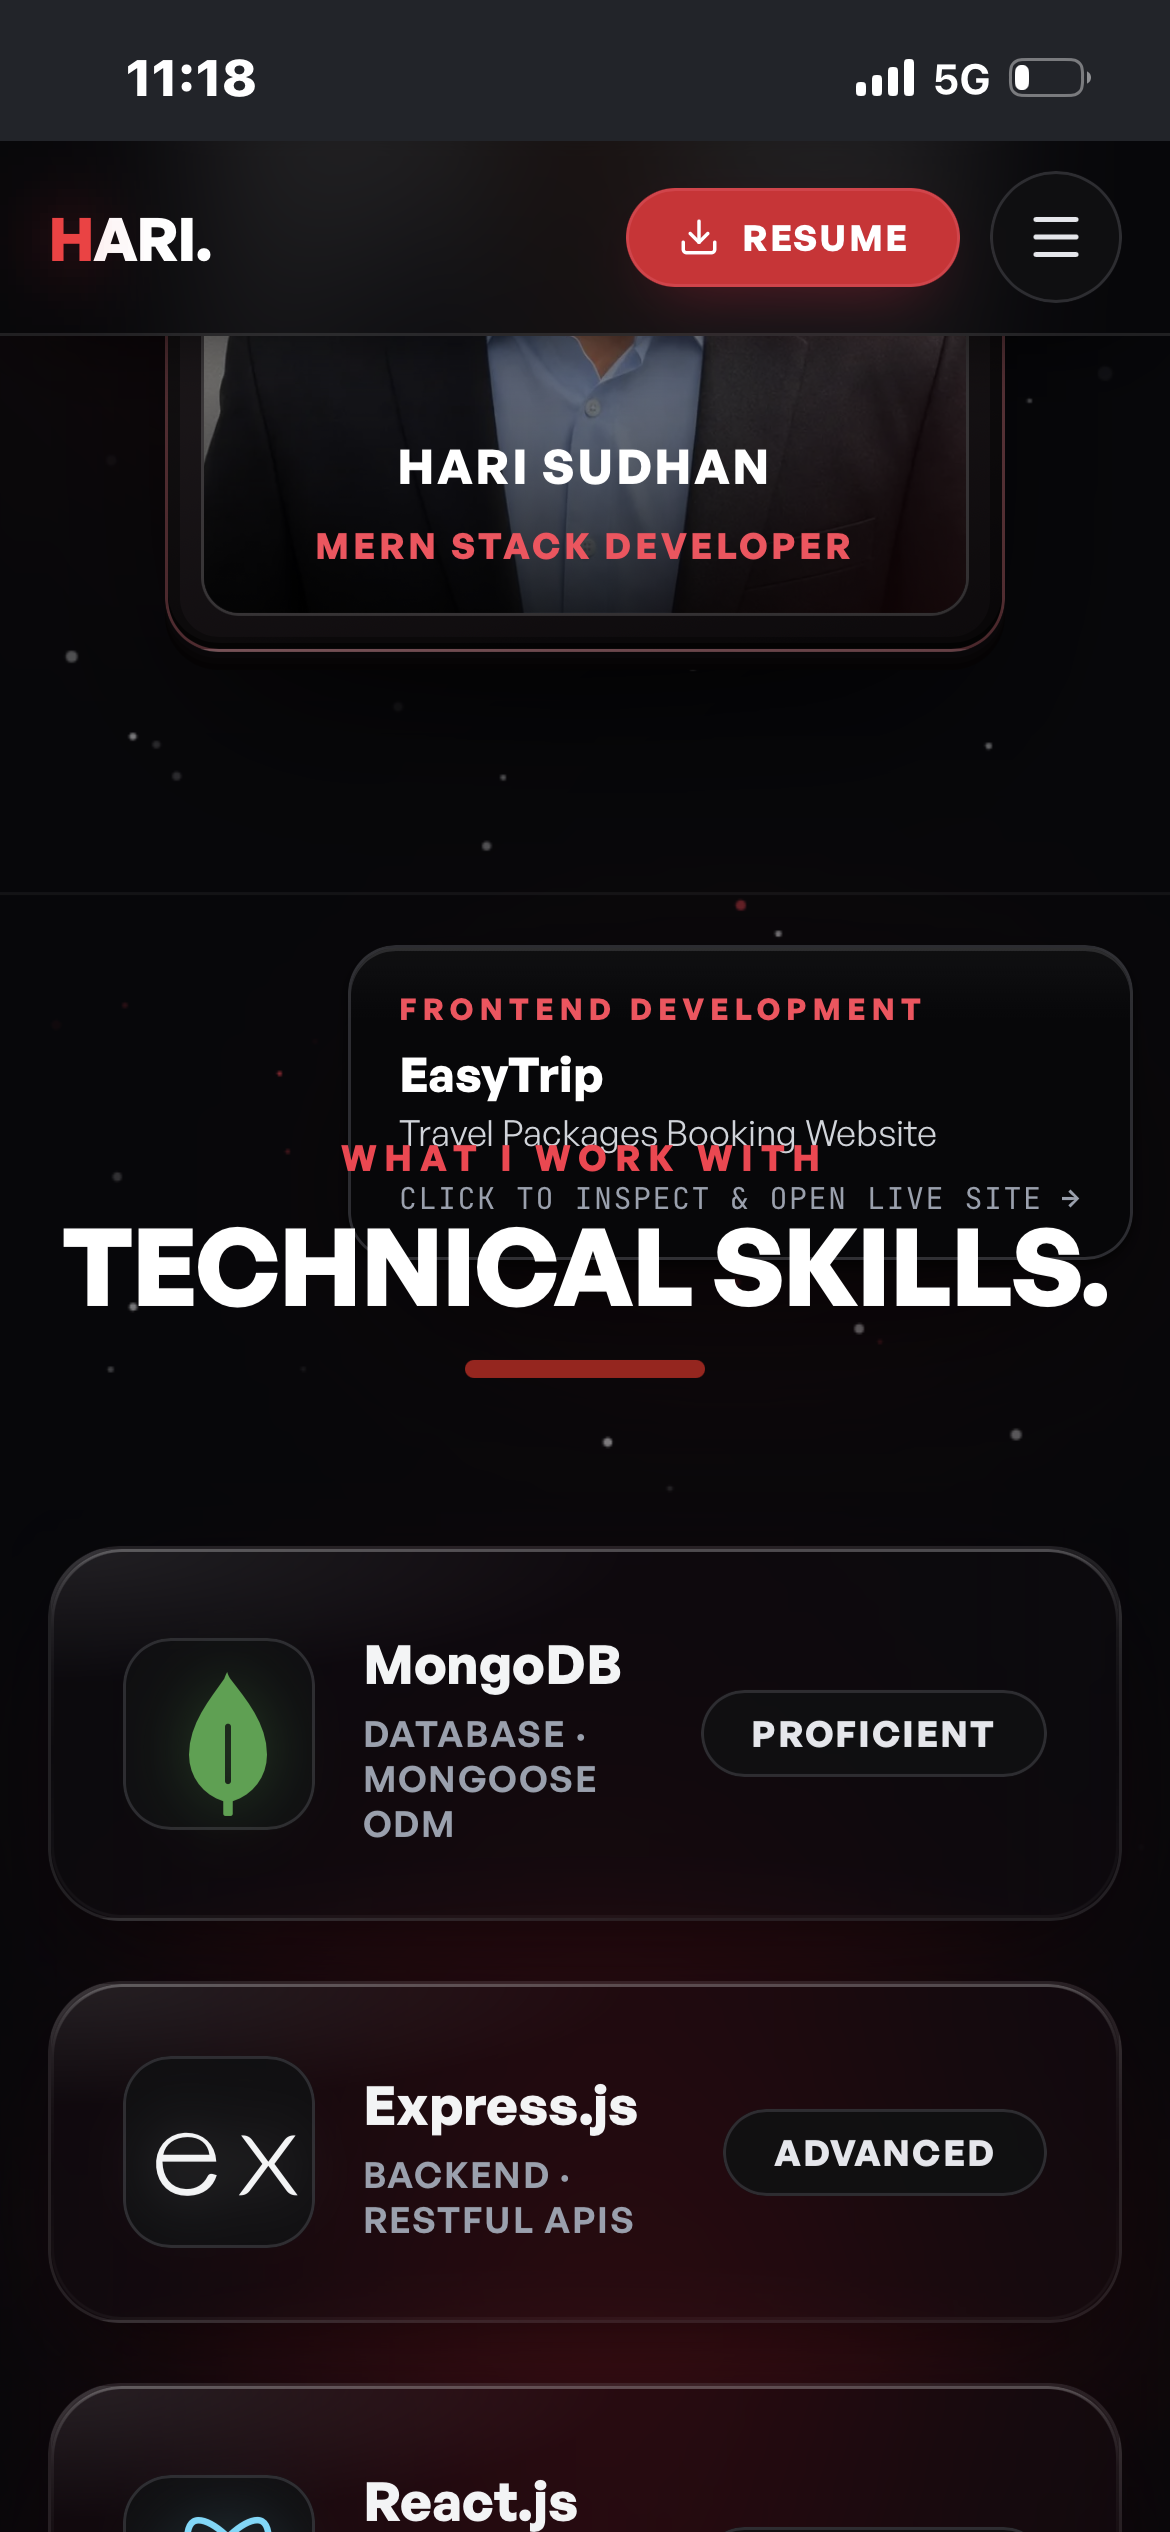 11:18
5G
HARI.
RESUME
HARI SUDHAN
MERN STACK DEVELOPER
FRONTEND DEVELOPMENT
EasyTrip
Travel Packages Booking Website
WHAT I WORK WITH
CLICK TO INSPECT & OPEN LIVE SITE →
TECHNICAL SKILLS.
MongoDB
DATABASE ·
MONGOOSE
ODM
PROFICIENT
ex
Express.js
BACKEND ·
RESTFUL APIS
ADVANCED
React.js